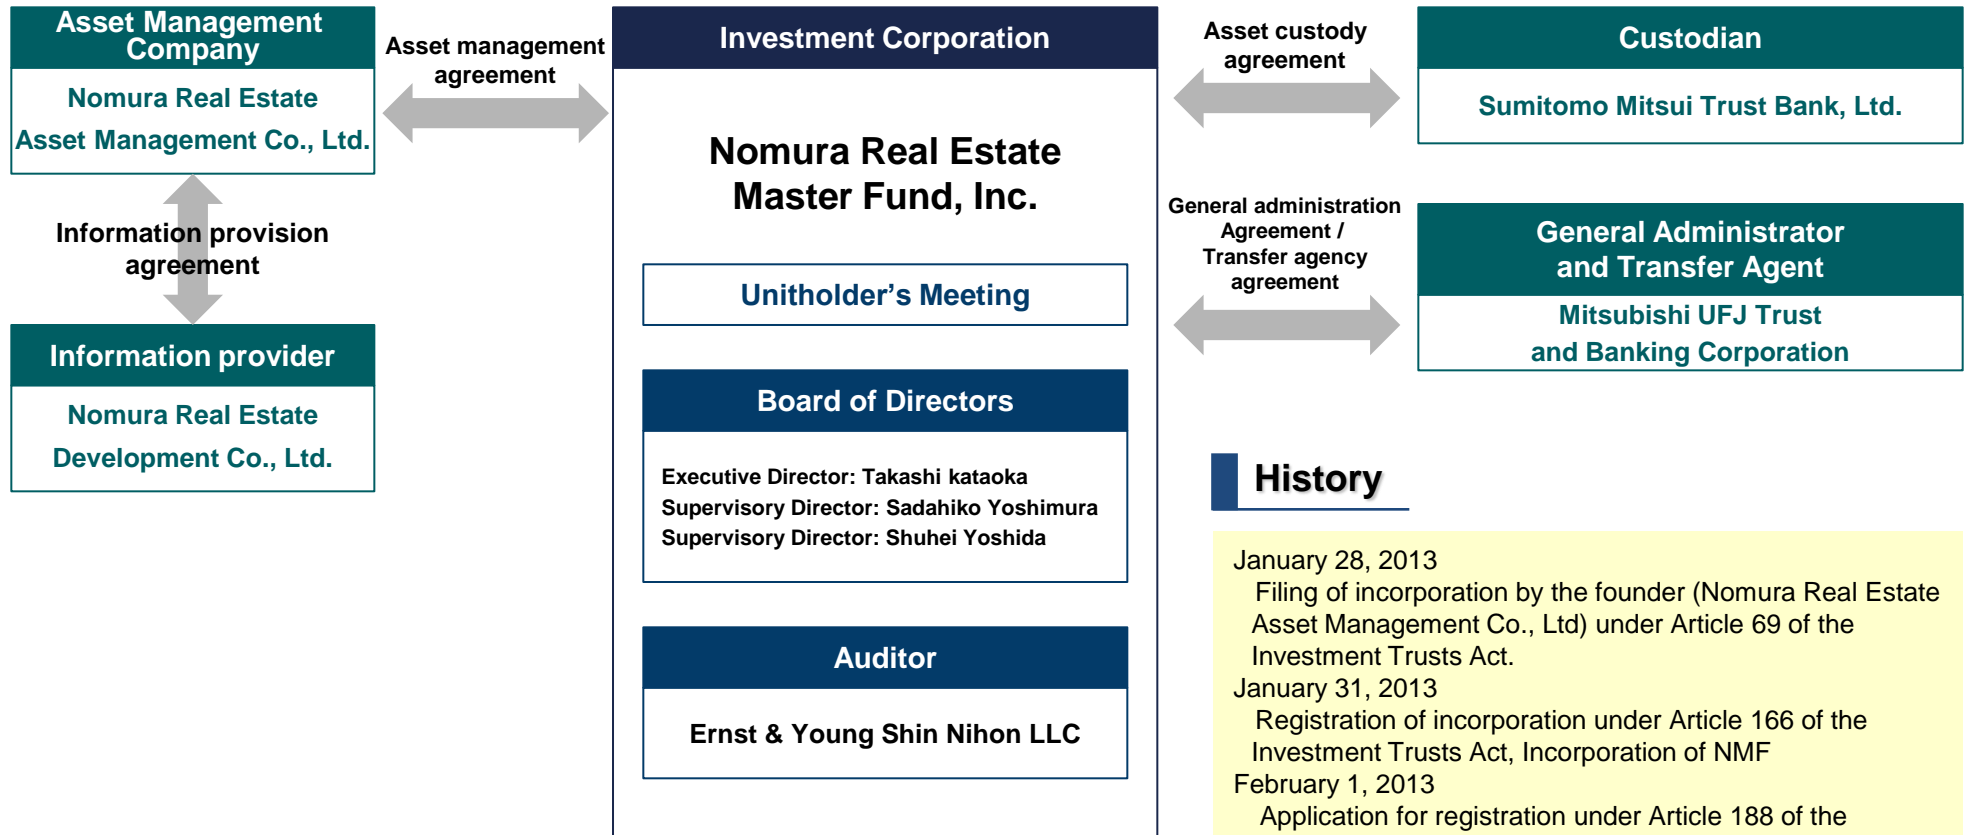 Asset Management
Company
Nomura Real Estate
Asset Management Co., Ltd.
Asset management
agreement
Information provision
agreement
Information provider
Nomura Real Estate
Development Co., Ltd.
Investment Corporation
Nomura Real Estate
Master Fund, Inc.
Unitholder’s Meeting
Board of Directors
Executive Director: Takashi kataoka
Supervisory Director: Sadahiko Yoshimura
Supervisory Director: Shuhei Yoshida
Auditor
Ernst & Young Shin Nihon LLC
Asset custody
agreement
Custodian
Sumitomo Mitsui Trust Bank, Ltd.
General administration
Agreement /
Transfer agency
agreement
General Administrator
and Transfer Agent
Mitsubishi UFJ Trust
and Banking Corporation
History
January 28, 2013
Filing of incorporation by the founder (Nomura Real Estate
Asset Management Co., Ltd) under Article 69 of the
Investment Trusts Act.
January 31, 2013
Registration of incorporation under Article 166 of the
Investment Trusts Act, Incorporation of NMF
February 1, 2013
Application for registration under Article 188 of the